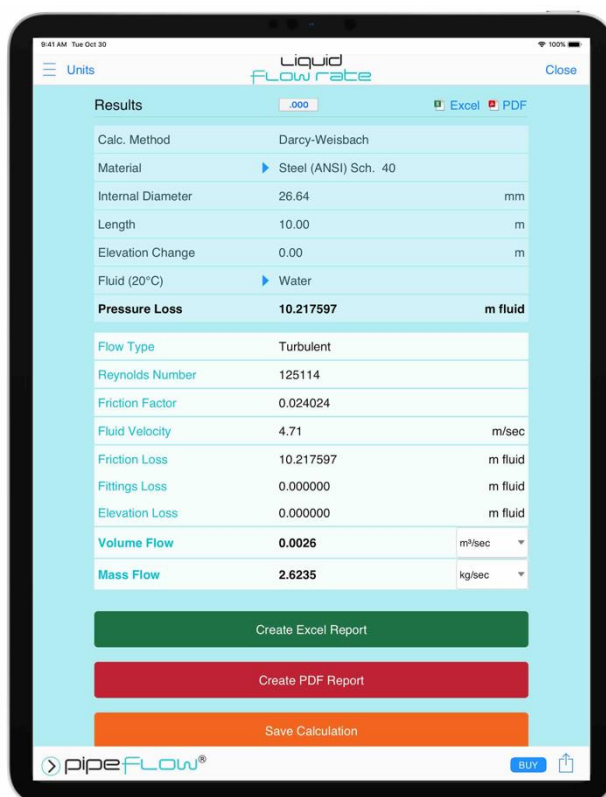 9:41 AM Tue Oct 30 100%
Units Liquid Flow rate Close
Results .000 Excel PDF
Calc. Method Darcy-Weisbach
Material Steel (ANSI) Sch. 40
Internal Diameter 26.64 mm
Length 10.00 m
Elevation Change 0.00 m
Fluid (20°C) Water
Pressure Loss 10.217597 m fluid
Flow Type Turbulent
Reynolds Number 125114
Friction Factor 0.024024
Fluid Velocity 4.71 m/sec
Friction Loss 10.217597 m fluid
Fittings Loss 0.000000 m fluid
Elevation Loss 0.000000 m fluid
Volume Flow 0.0026 m³/sec
Mass Flow 2.6235 kg/sec
Create Excel Report
Create PDF Report
Save Calculation
pipeFLOW® BUY